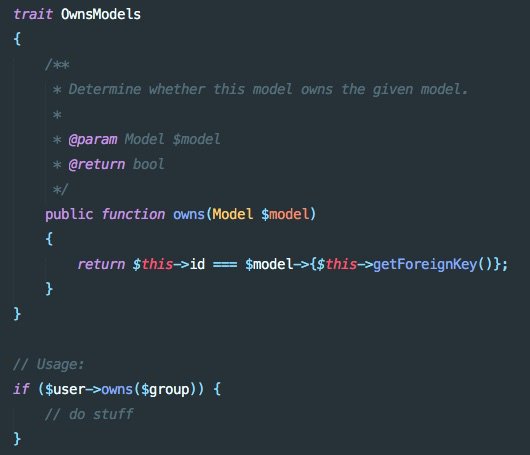 trait OwnsModels
{
    /**
     * Determine whether this model owns the given model.
     *
     * @param Model $model
     * @return bool
     */
    public function owns(Model $model)
    {
        return $this->id === $model->{$this->getForeignKey()};
    }
}

// Usage:
if ($user->owns($group)) {
    // do stuff
}